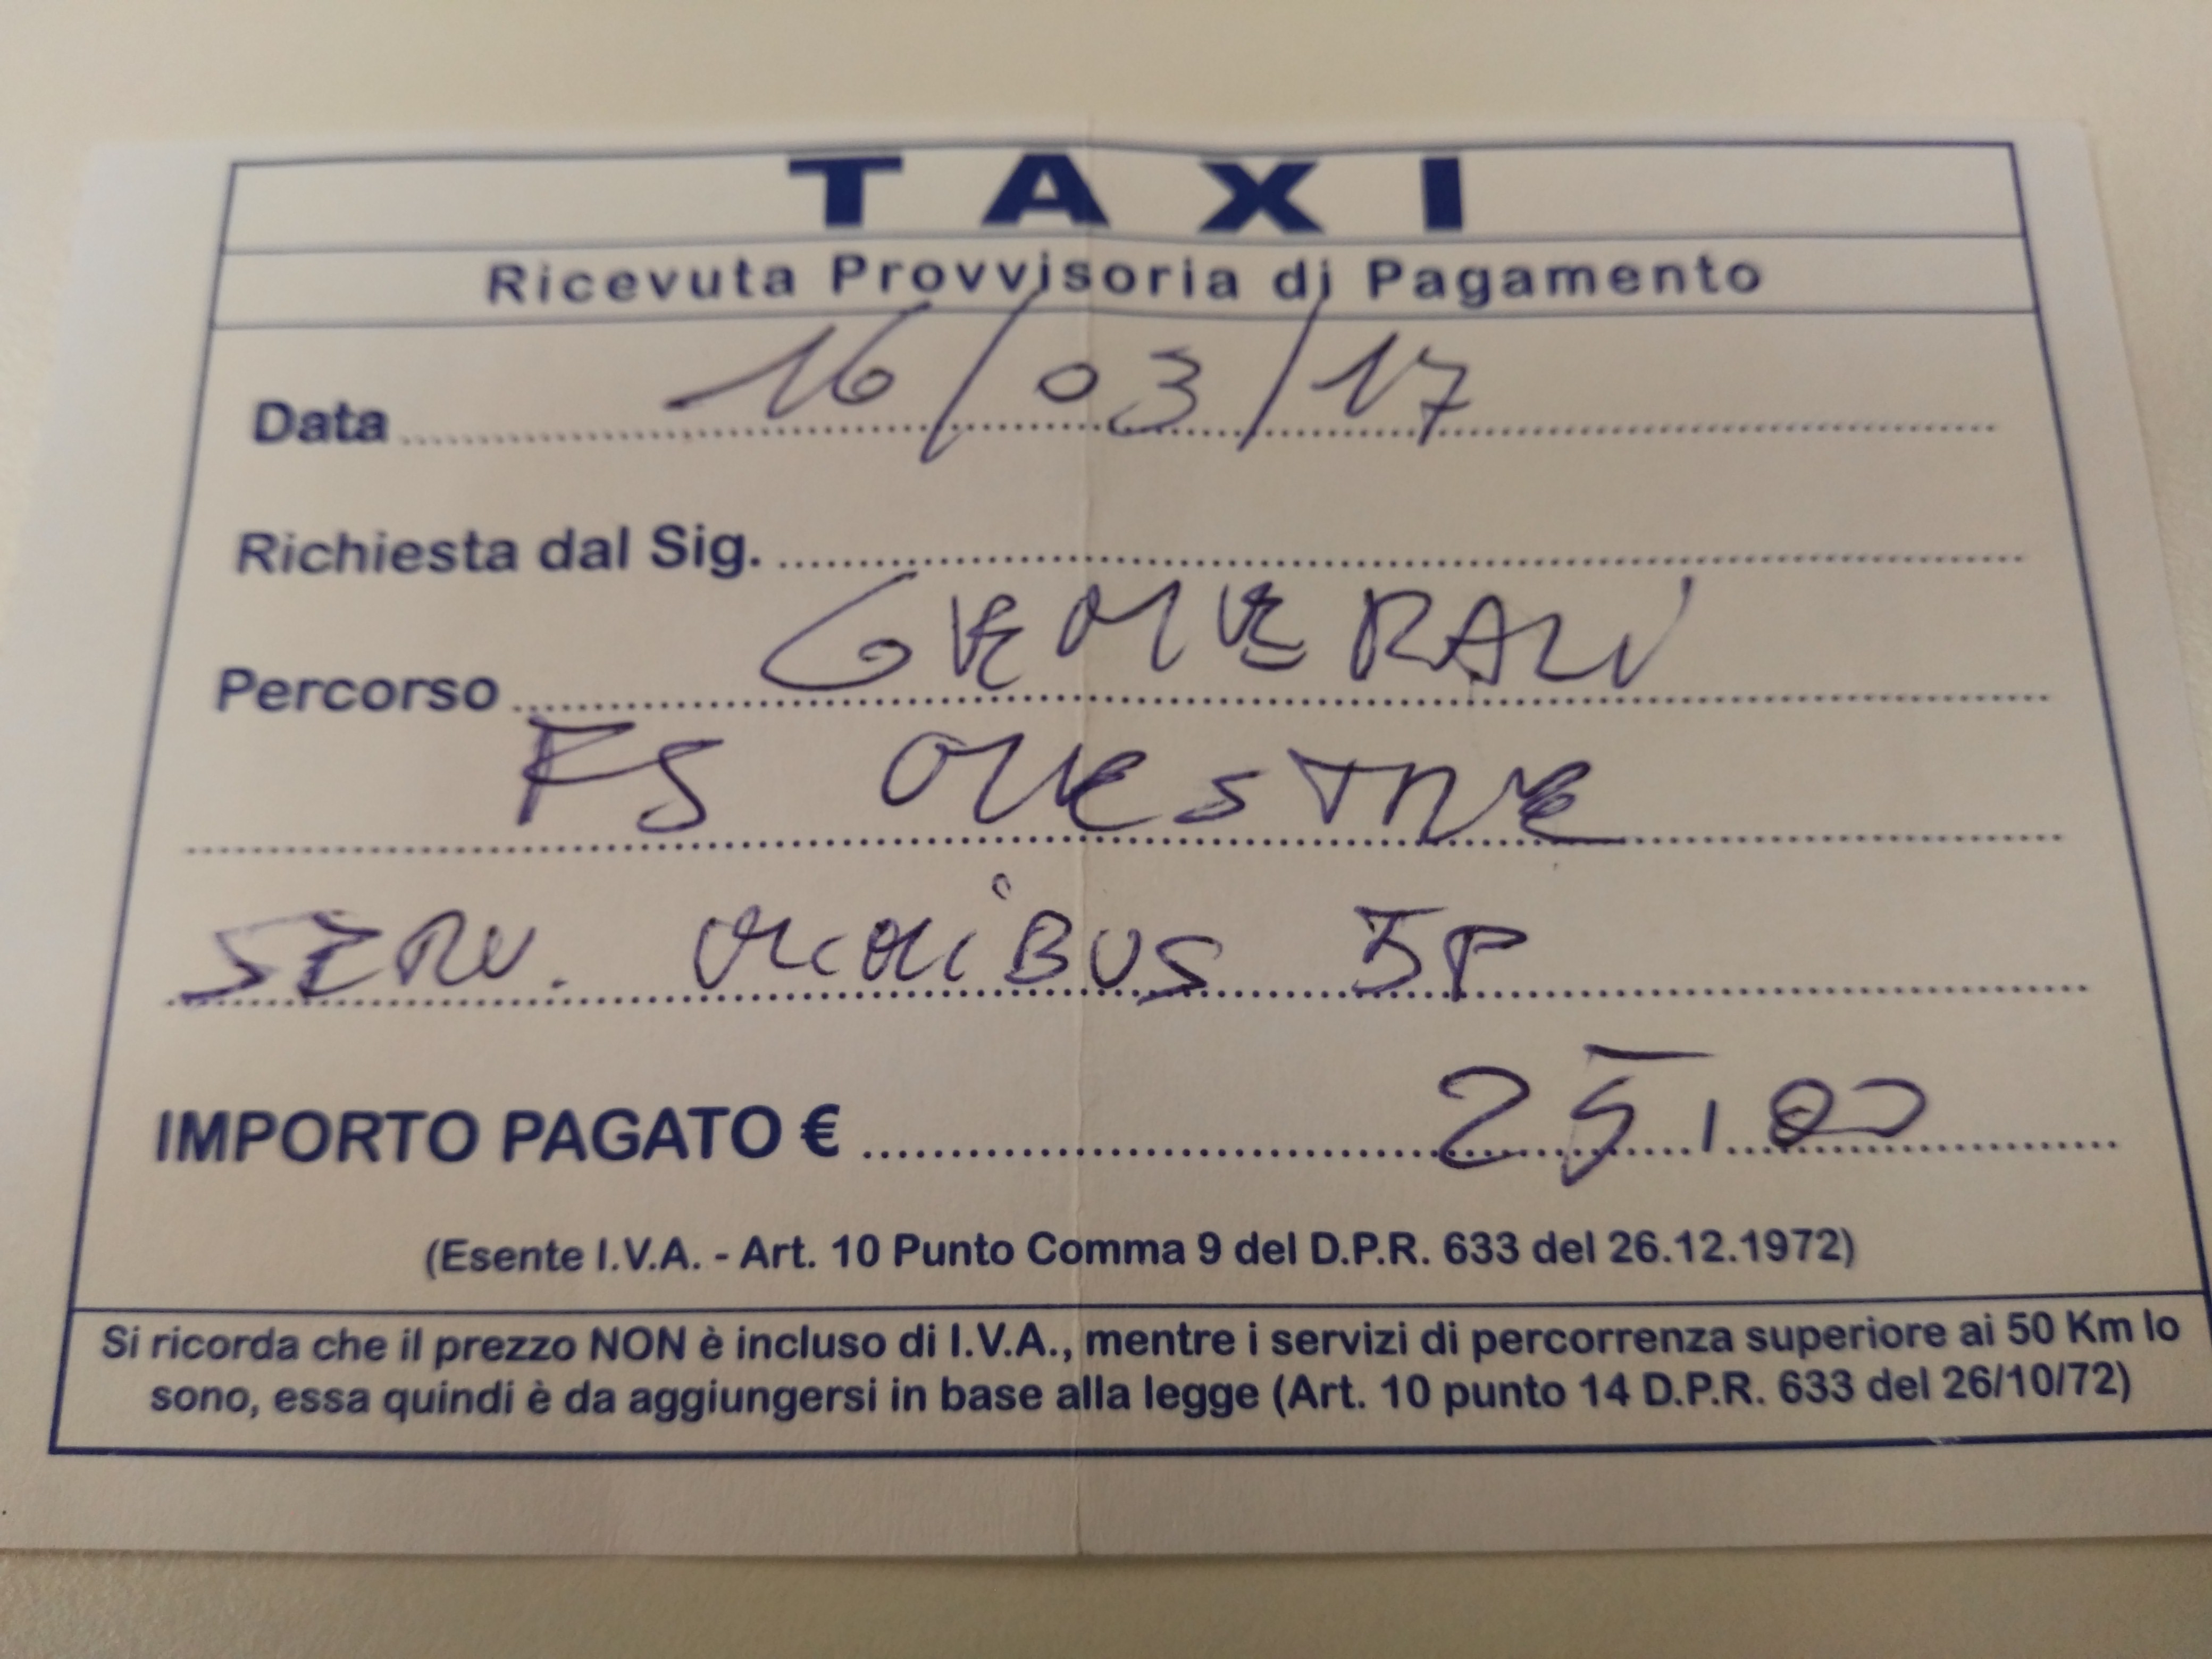 TAXI
Ricevuta Provvisoria di Pagamento
Data 16/03/17
Richiesta dal Sig.
Percorso GENERALI
FS MESTRE
SERV. MINIBUS 5P
IMPORTO PAGATO € 25,00
(Esente I.V.A. - Art. 10 Punto Comma 9 del D.P.R. 633 del 26.12.1972)
Si ricorda che il prezzo NON è incluso di I.V.A., mentre i servizi di percorrenza superiore ai 50 Km lo
sono, essa quindi è da aggiungersi in base alla legge (Art. 10 punto 14 D.P.R. 633 del 26/10/72)